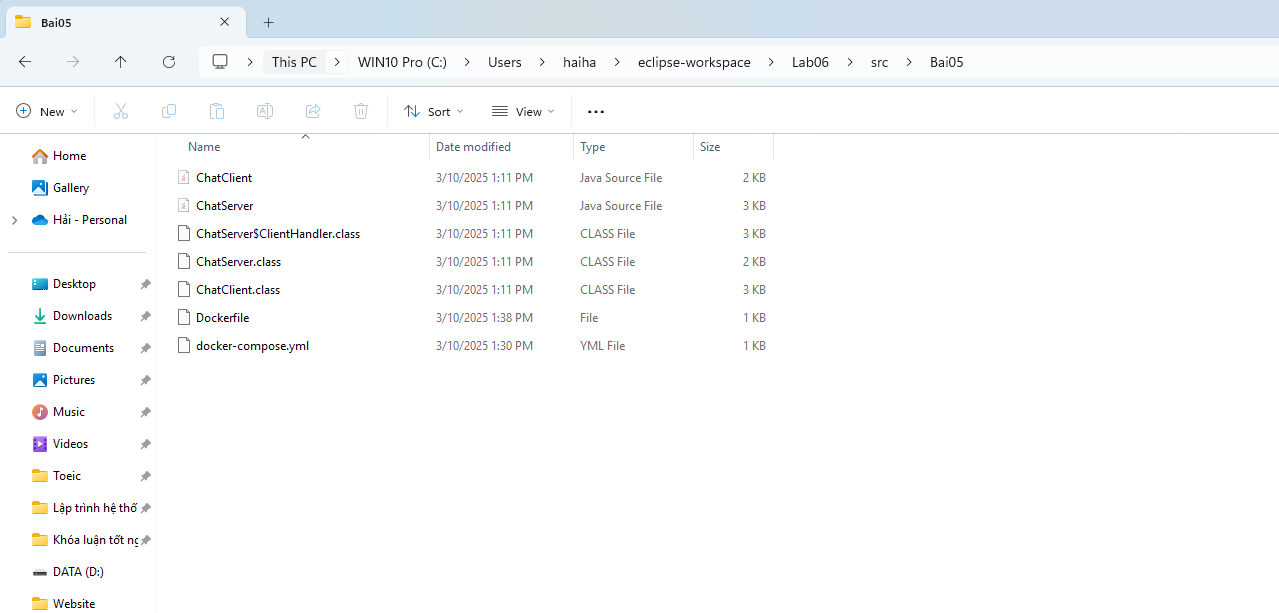 Bai05
This PC WIN10 Pro (C:) Users haiha eclipse-workspace Lab06 src Bai05
New Sort View
Name Date modified Type Size
Home
Gallery
Hải - Personal
Desktop
Downloads
Documents
Pictures
Music
Videos
Toeic
Lập trình hệ thố
Khóa luận tốt ng
DATA (D:)
Website
ChatClient 3/10/2025 1:11 PM Java Source File 2 KB
ChatServer 3/10/2025 1:11 PM Java Source File 3 KB
ChatServer$ClientHandler.class 3/10/2025 1:11 PM CLASS File 3 KB
ChatServer.class 3/10/2025 1:11 PM CLASS File 2 KB
ChatClient.class 3/10/2025 1:11 PM CLASS File 3 KB
Dockerfile 3/10/2025 1:38 PM File 1 KB
docker-compose.yml 3/10/2025 1:30 PM YML File 1 KB